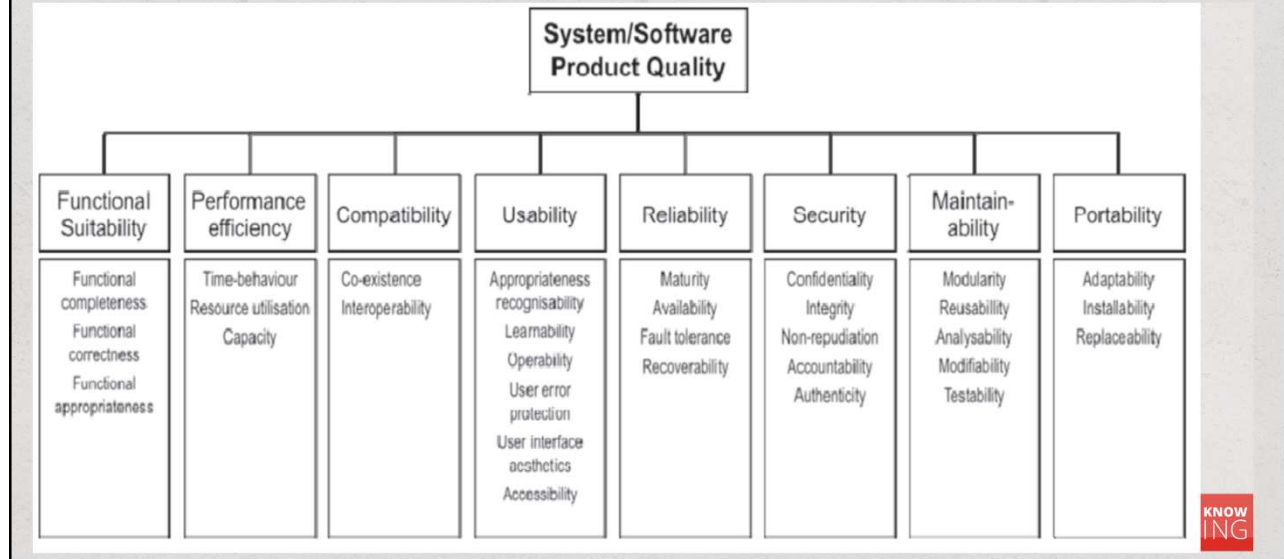 System/Software
Product Quality
Functional
Suitability
Functional
completeness
Functional
correctness
Functional
appropriateness
Performance
efficiency
Time-behaviour
Resource utilisation
Capacity
Compatibility
Co-existence
Interoperability
Usability
Appropriateness
recognisability
Learnability
Operability
User error
protection
User interface
aesthetics
Accessibility
Reliability
Maturity
Availability
Fault tolerance
Recoverability
Security
Confidentiality
Integrity
Non-repudiation
Accountability
Authenticity
Maintain-
ability
Modularity
Reusabillity
Analysability
Modifiability
Testability
Portability
Adaptability
Installability
Replaceability
KNOW
ING